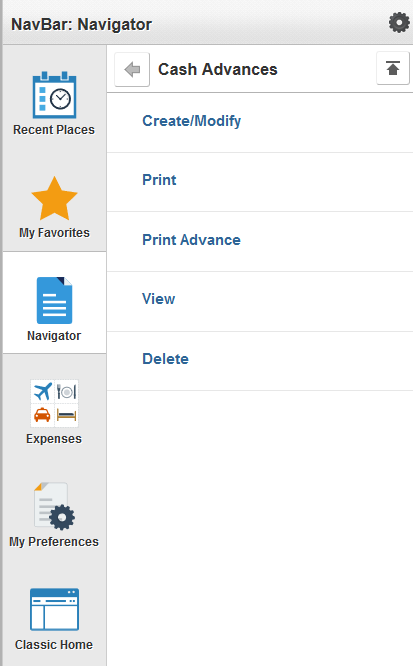 NavBar: Navigator
Recent Places
My Favorites
Navigator
Expenses
My Preferences
Classic Home
Cash Advances
Create/Modify
Print
Print Advance
View
Delete